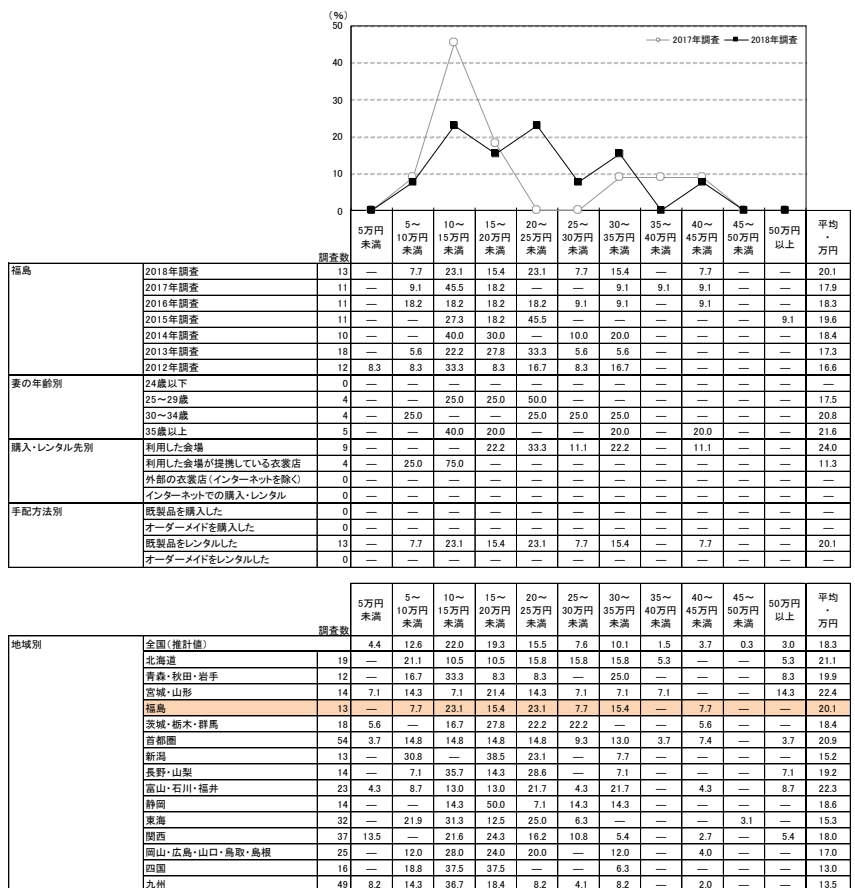 （%）
50
40
30
20
10
0
2017年調査 2018年調査
調査数 5万円未満 5～10万円未満 10～15万円未満 15～20万円未満 20～25万円未満 25～30万円未満 30～35万円未満 35～40万円未満 40～45万円未満 45～50万円未満 50万円以上 平均・万円
福島 2018年調査 13 — 7.7 23.1 15.4 23.1 7.7 15.4 — 7.7 — — 20.1
2017年調査 11 — 9.1 45.5 18.2 — — 9.1 9.1 9.1 — — 17.9
2016年調査 11 — 18.2 18.2 18.2 18.2 9.1 9.1 — 9.1 — — 18.3
2015年調査 11 — — 27.3 18.2 45.5 — — — — — 9.1 19.6
2014年調査 10 — — 40.0 30.0 — 10.0 20.0 — — — — 18.4
2013年調査 18 — 5.6 22.2 27.8 33.3 5.6 5.6 — — — — 17.3
2012年調査 12 8.3 8.3 33.3 8.3 16.7 8.3 16.7 — — — — 16.6
妻の年齢別 24歳以下 0 — — — — — — — — — — — —
25～29歳 4 — — 25.0 25.0 50.0 — — — — — — 17.5
30～34歳 4 — 25.0 — — 25.0 25.0 25.0 — — — — 20.8
35歳以上 5 — — 40.0 20.0 — — 20.0 — 20.0 — — 21.6
購入・レンタル先別 利用した会場 9 — — — 22.2 33.3 11.1 22.2 — 11.1 — — 24.0
利用した会場が提携している衣裳店 4 — 25.0 75.0 — — — — — — — — 11.3
外部の衣裳店（インターネットを除く） 0 — — — — — — — — — — — —
インターネットでの購入・レンタル 0 — — — — — — — — — — — —
手配方法別 既製品を購入した 0 — — — — — — — — — — — —
オーダーメイドを購入した 0 — — — — — — — — — — — —
既製品をレンタルした 13 — 7.7 23.1 15.4 23.1 7.7 15.4 — 7.7 — — 20.1
オーダーメイドをレンタルした 0 — — — — — — — — — — — —
調査数 5万円未満 5～10万円未満 10～15万円未満 15～20万円未満 20～25万円未満 25～30万円未満 30～35万円未満 35～40万円未満 40～45万円未満 45～50万円未満 50万円以上 平均・万円
地域別 全国（推計値） 4.4 12.6 22.0 19.3 15.5 7.6 10.1 1.5 3.7 0.3 3.0 18.3
北海道 19 — 21.1 10.5 10.5 15.8 15.8 15.8 5.3 — — 5.3 21.1
青森・秋田・岩手 12 — 16.7 33.3 8.3 8.3 — 25.0 — — — 8.3 19.9
宮城・山形 14 7.1 14.3 7.1 21.4 14.3 7.1 7.1 7.1 — — 14.3 22.4
福島 13 — 7.7 23.1 15.4 23.1 7.7 15.4 — 7.7 — — 20.1
茨城・栃木・群馬 18 5.6 — 16.7 27.8 22.2 22.2 — — 5.6 — — 18.4
首都圏 54 3.7 14.8 14.8 14.8 14.8 9.3 13.0 3.7 7.4 — 3.7 20.9
新潟 13 — 30.8 — 38.5 23.1 — 7.7 — — — — 15.2
長野・山梨 14 — 7.1 35.7 14.3 28.6 — 7.1 — — — 7.1 19.2
富山・石川・福井 23 4.3 8.7 13.0 13.0 21.7 4.3 21.7 — 4.3 — 8.7 22.3
静岡 14 — — 14.3 50.0 7.1 14.3 14.3 — — — — 18.6
東海 32 — 21.9 31.3 12.5 25.0 6.3 — — — 3.1 — 15.3
関西 37 13.5 — 21.6 24.3 16.2 10.8 5.4 — 2.7 — 5.4 18.0
岡山・広島・山口・鳥取・島根 25 — 12.0 28.0 24.0 20.0 — 12.0 — 4.0 — — 17.0
四国 16 — 18.8 37.5 37.5 — — 6.3 — — — — 13.0
九州 49 8.2 14.3 36.7 18.4 8.2 4.1 8.2 — 2.0 — — 13.5